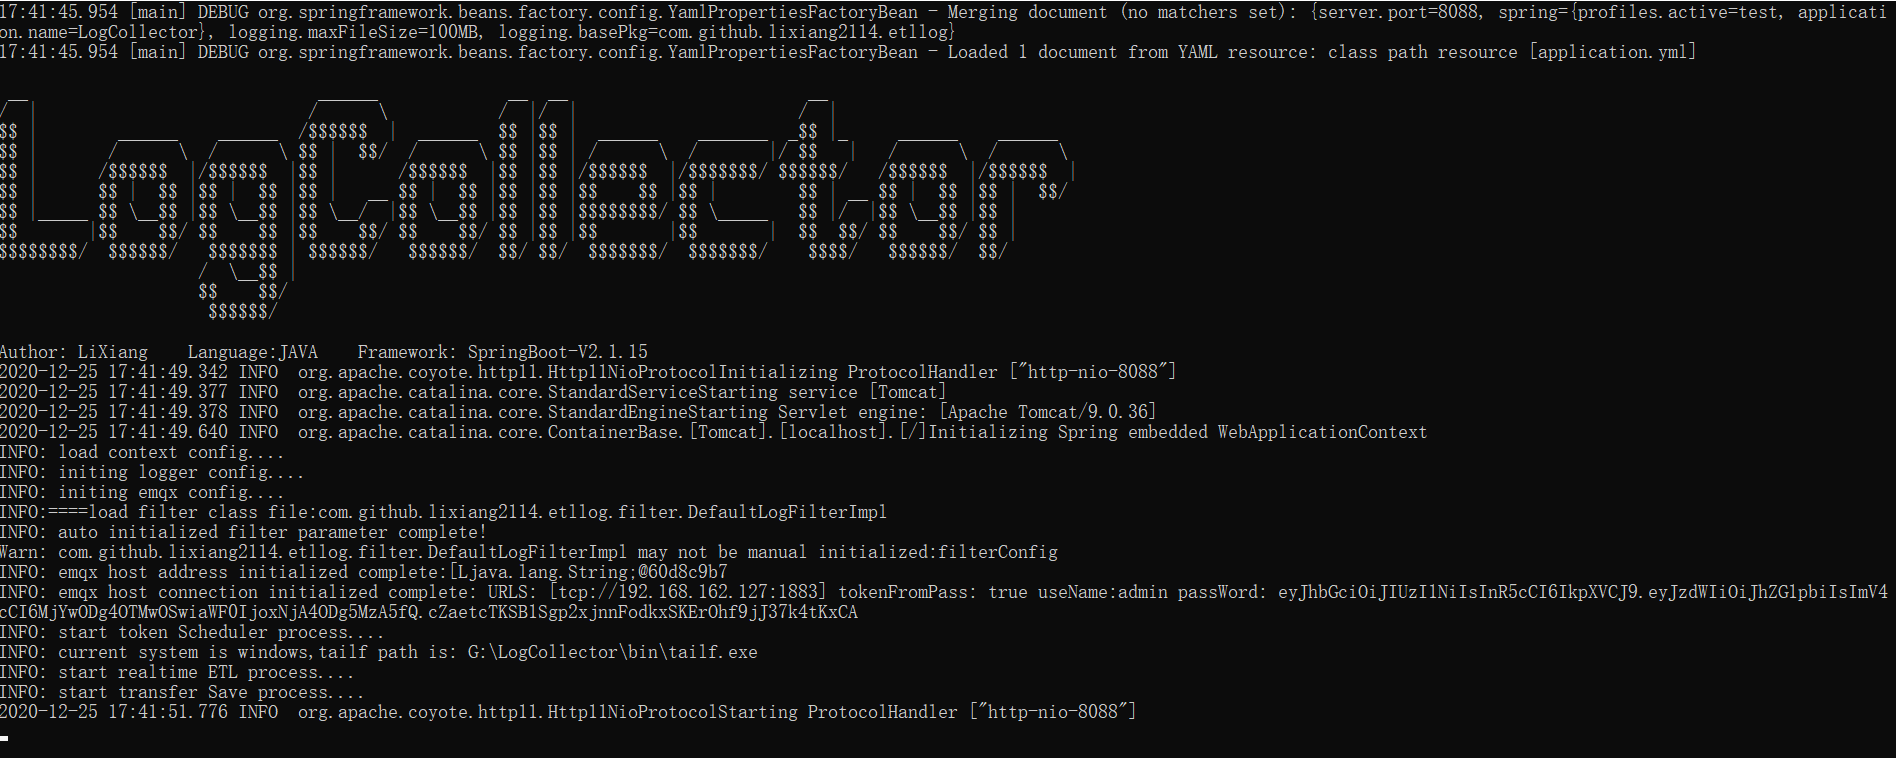 17:41:45.954 [main] DEBUG org.springframework.beans.factory.config.YamlPropertiesFactoryBean - Merging document (no matchers set): {server.port=8088, spring={profiles.active=test, applicati
on.name=LogCollector}, logging.maxFileSize=100MB, logging.basePkg=com.github.lixiang2114.etllog}
17:41:45.954 [main] DEBUG org.springframework.beans.factory.config.YamlPropertiesFactoryBean - Loaded 1 document from YAML resource: class path resource [application.yml]
LogCollector
Author: LiXiang    Language:JAVA    Framework: SpringBoot-V2.1.15
2020-12-25 17:41:49.342 INFO  org.apache.coyote.http11.Http11NioProtocolInitializing ProtocolHandler ["http-nio-8088"]
2020-12-25 17:41:49.377 INFO  org.apache.catalina.core.StandardServiceStarting service [Tomcat]
2020-12-25 17:41:49.378 INFO  org.apache.catalina.core.StandardEngineStarting Servlet engine: [Apache Tomcat/9.0.36]
2020-12-25 17:41:49.640 INFO  org.apache.catalina.core.ContainerBase.[Tomcat].[localhost].[/]Initializing Spring embedded WebApplicationContext
INFO: load context config....
INFO: initing logger config....
INFO: initing emqx config....
INFO:====load filter class file:com.github.lixiang2114.etllog.filter.DefaultLogFilterImpl
INFO: auto initialized filter parameter complete!
Warn: com.github.lixiang2114.etllog.filter.DefaultLogFilterImpl may not be manual initialized:filterConfig
INFO: emqx host address initialized complete:[Ljava.lang.String;@60d8c9b7
INFO: emqx host connection initialized complete: URLS: [tcp://192.168.162.127:1883] tokenFromPass: true useName:admin passWord: eyJhbGciOiJIUzI1NiIsInR5cCI6IkpXVCJ9.eyJzdWIiOiJhZG1pbiIsImV4
cCI6MjYwODg4OTMwOSwiaWF0IjoxNjA4ODg5MzA5fQ.cZaetcTKSBlSgp2xjnnFodkxSKErOhf9jJ37k4tKxCA
INFO: start token Scheduler process....
INFO: current system is windows,tailf path is: G:\LogCollector\bin\tailf.exe
INFO: start realtime ETL process....
INFO: start transfer Save process....
2020-12-25 17:41:51.776 INFO  org.apache.coyote.http11.Http11NioProtocolStarting ProtocolHandler ["http-nio-8088"]